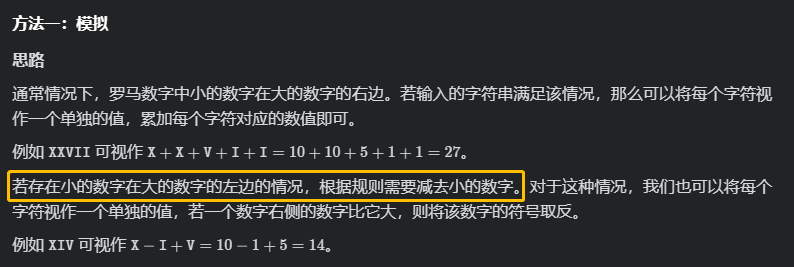 方法一：模拟
思路
通常情况下，罗马数字中小的数字在大的数字的右边。若输入的字符串满足该情况，那么可以将每个字符视
作一个单独的值，累加每个字符对应的数值即可。
例如 XXVII 可视作 X + X + V + I + I = 10 + 10 + 5 + 1 + 1 = 27。
若存在小的数字在大的数字的左边的情况，根据规则需要减去小的数字。对于这种情况，我们也可以将每个
字符视作一个单独的值，若一个数字右侧的数字比它大，则将该数字的符号取反。
例如 XIV 可视作 X − I + V = 10 − 1 + 5 = 14。